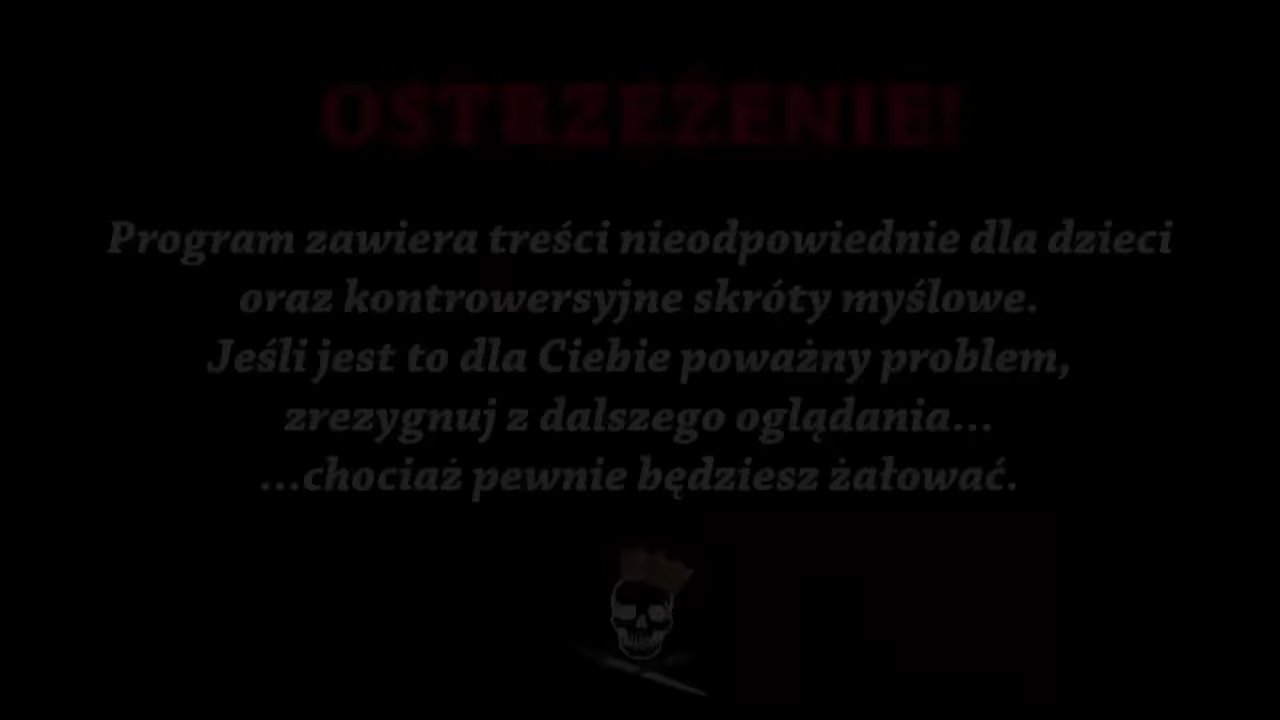 OSTRZEŻENIE!
Program zawiera treści nieodpowiednie dla dzieci
oraz kontrowersyjne skróty myślowe.
Jeśli jest to dla Ciebie poważny problem,
zrezygnuj z dalszego oglądania...
...chociaż pewnie będziesz żałować.